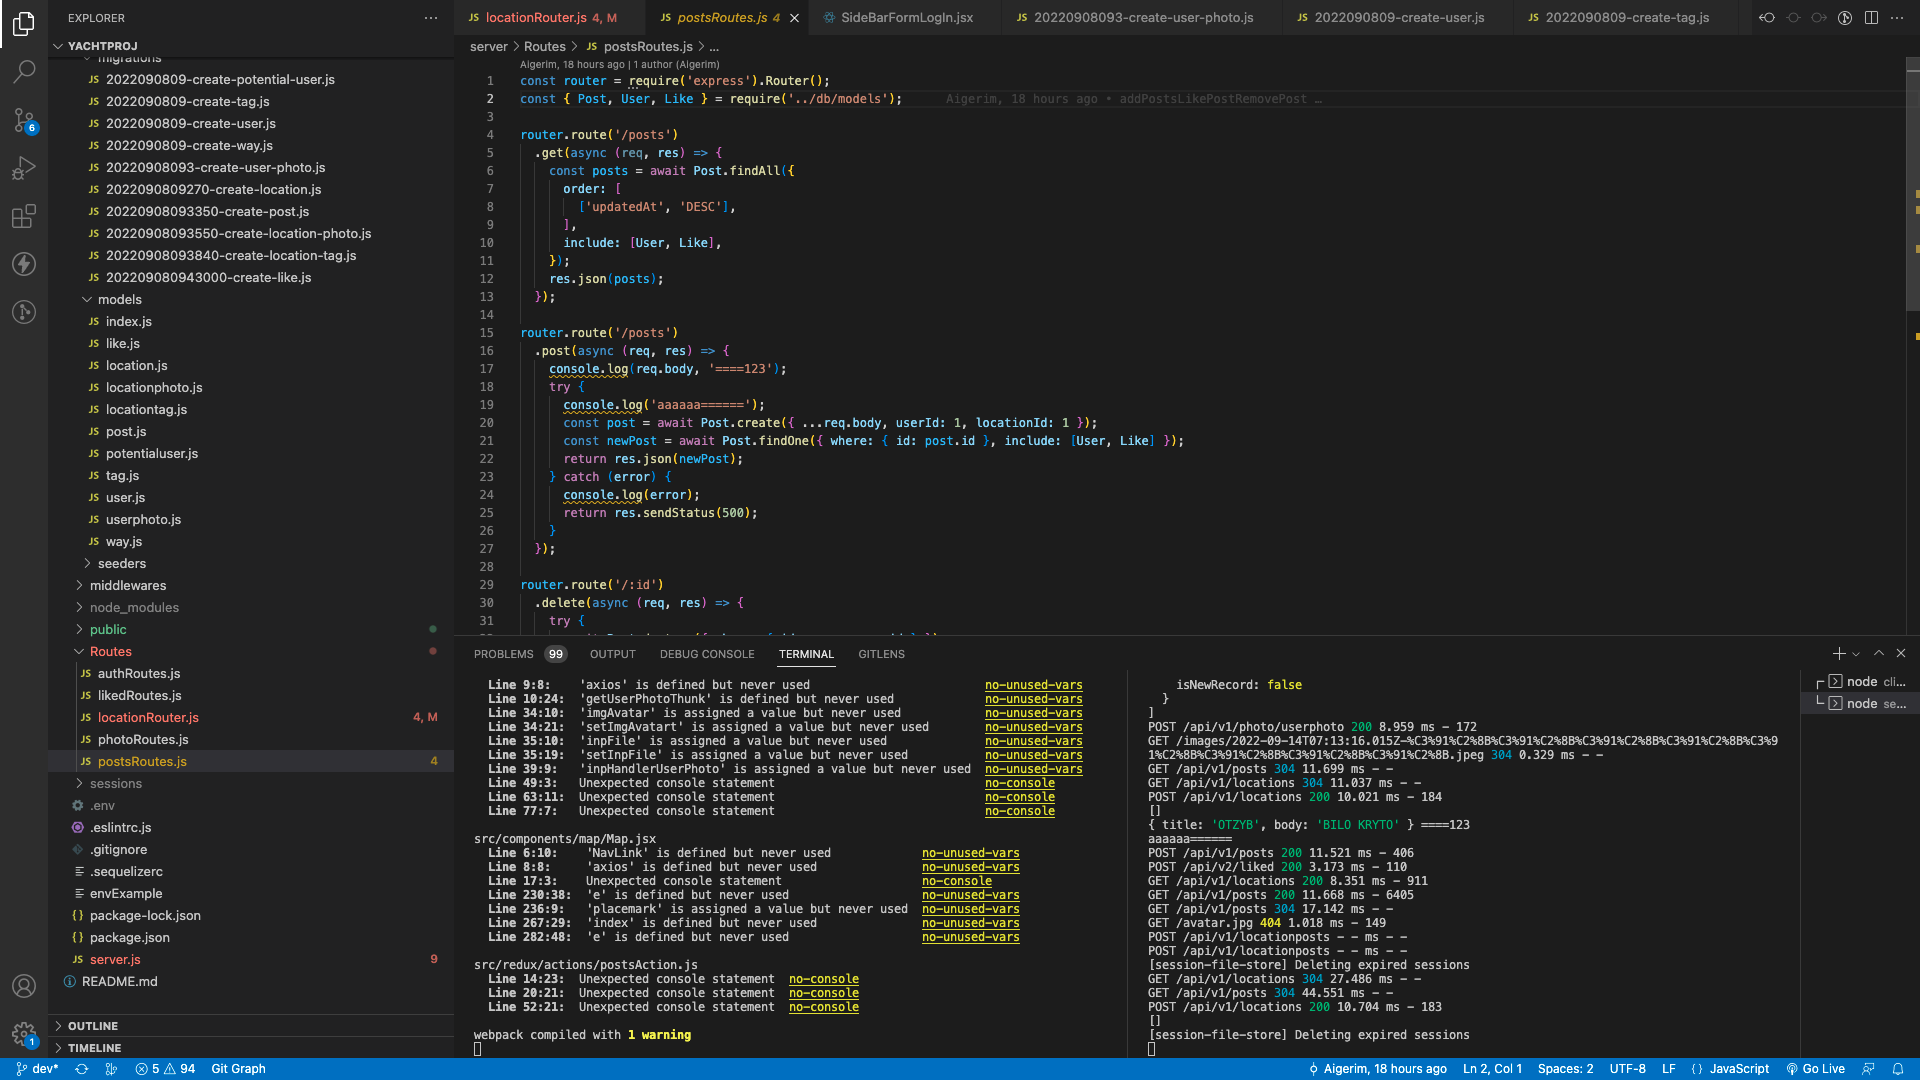 EXPLORER
YACHTPROJ
migrations
JS 2022090809-create-potential-user.js
JS 2022090809-create-tag.js
JS 2022090809-create-user.js
JS 2022090809-create-way.js
JS 20220908093-create-user-photo.js
JS 2022090809270-create-location.js
JS 20220908093350-create-post.js
JS 20220908093550-create-location-photo.js
JS 20220908093840-create-location-tag.js
JS 202209080943000-create-like.js
models
JS index.js
JS like.js
JS location.js
JS locationphoto.js
JS locationtag.js
JS post.js
JS potentialuser.js
JS tag.js
JS user.js
JS userphoto.js
JS way.js
seeders
middlewares
node_modules
public
Routes
JS authRoutes.js
JS likedRoutes.js
JS locationRouter.js 4, M
JS photoRoutes.js
JS postsRoutes.js 4
sessions
.env
.eslintrc.js
.gitignore
.sequelizerc
envExample
{} package-lock.json
{} package.json
JS server.js 9
README.md
OUTLINE
TIMELINE
6
1
JS locationRouter.js 4, M JS postsRoutes.js 4 SideBarFormLogIn.jsx JS 20220908093-create-user-photo.js JS 2022090809-create-user.js JS 2022090809-create-tag.js
server > Routes > JS postsRoutes.js > ...
Aigerim, 18 hours ago | 1 author (Aigerim)
1 const router = require('express').Router();
2 const { Post, User, Like } = require('../db/models'); Aigerim, 18 hours ago • addPostsLikePostRemovePost …
3
4 router.route('/posts')
5 .get(async (req, res) => {
6 const posts = await Post.findAll({
7 order: [
8 ['updatedAt', 'DESC'],
9 ],
10 include: [User, Like],
11 });
12 res.json(posts);
13 });
14
15 router.route('/posts')
16 .post(async (req, res) => {
17 console.log(req.body, '====123');
18 try {
19 console.log('aaaaaa======');
20 const post = await Post.create({ ...req.body, userId: 1, locationId: 1 });
21 const newPost = await Post.findOne({ where: { id: post.id }, include: [User, Like] });
22 return res.json(newPost);
23 } catch (error) {
24 console.log(error);
25 return res.sendStatus(500);
26 }
27 });
28
29 router.route('/:id')
30 .delete(async (req, res) => {
31 try {
PROBLEMS 99 OUTPUT DEBUG CONSOLE TERMINAL GITLENS
Line 9:8: 'axios' is defined but never used no-unused-vars
Line 10:24: 'getUserPhotoThunk' is defined but never used no-unused-vars
Line 34:10: 'imgAvatar' is assigned a value but never used no-unused-vars
Line 34:21: 'setImgAvatart' is assigned a value but never used no-unused-vars
Line 35:10: 'inpFile' is assigned a value but never used no-unused-vars
Line 35:19: 'setInpFile' is assigned a value but never used no-unused-vars
Line 39:9: 'inpHandlerUserPhoto' is assigned a value but never used no-unused-vars
Line 49:3: Unexpected console statement no-console
Line 63:11: Unexpected console statement no-console
Line 77:7: Unexpected console statement no-console
src/components/map/Map.jsx
Line 6:10: 'NavLink' is defined but never used no-unused-vars
Line 8:8: 'axios' is defined but never used no-unused-vars
Line 17:3: Unexpected console statement no-console
Line 230:38: 'e' is defined but never used no-unused-vars
Line 236:9: 'placemark' is assigned a value but never used no-unused-vars
Line 267:29: 'index' is defined but never used no-unused-vars
Line 282:48: 'e' is defined but never used no-unused-vars
src/redux/actions/postsAction.js
Line 14:23: Unexpected console statement no-console
Line 20:21: Unexpected console statement no-console
Line 52:21: Unexpected console statement no-console
webpack compiled with 1 warning
isNewRecord: false
}
]
POST /api/v1/photo/userphoto 200 8.959 ms - 172
GET /images/2022-09-14T07:13:16.015Z-%C3%91%C2%8B%C3%91%C2%8B%C3%91%C2%8B%C3%91%C2%8B%C3%9
1%C2%8B%C3%91%C2%8B%C3%91%C2%8B%C3%91%C2%8B.jpeg 304 0.329 ms - -
GET /api/v1/posts 304 11.699 ms - -
GET /api/v1/locations 304 11.037 ms - -
POST /api/v1/locations 200 10.021 ms - 184
[]
{ title: 'OTZYB', body: 'BILO KRYTO' } ====123
aaaaaa======
POST /api/v1/posts 200 11.521 ms - 406
POST /api/v2/liked 200 3.173 ms - 110
GET /api/v1/locations 200 8.351 ms - 911
GET /api/v1/posts 200 11.668 ms - 6405
GET /api/v1/posts 304 17.142 ms - -
GET /avatar.jpg 404 1.018 ms - 149
POST /api/v1/locationposts - - ms - -
POST /api/v1/locationposts - - ms - -
[session-file-store] Deleting expired sessions
GET /api/v1/locations 304 27.486 ms - -
GET /api/v1/posts 304 44.551 ms - -
POST /api/v1/locations 200 10.704 ms - 183
[]
[session-file-store] Deleting expired sessions
node cli...
node se...
dev* 5 94 Git Graph Aigerim, 18 hours ago Ln 2, Col 1 Spaces: 2 UTF-8 LF {} JavaScript Go Live